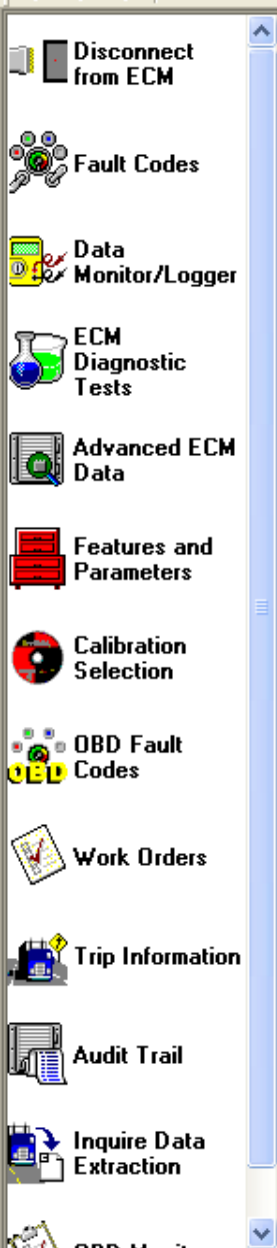 Disconnect
from ECM
Fault Codes
Data
Monitor/Logger
ECM
Diagnostic
Tests
Advanced ECM
Data
Features and
Parameters
Calibration
Selection
OBD Fault
OBD Codes
Work Orders
Trip Information
Audit Trail
Inquire Data
Extraction